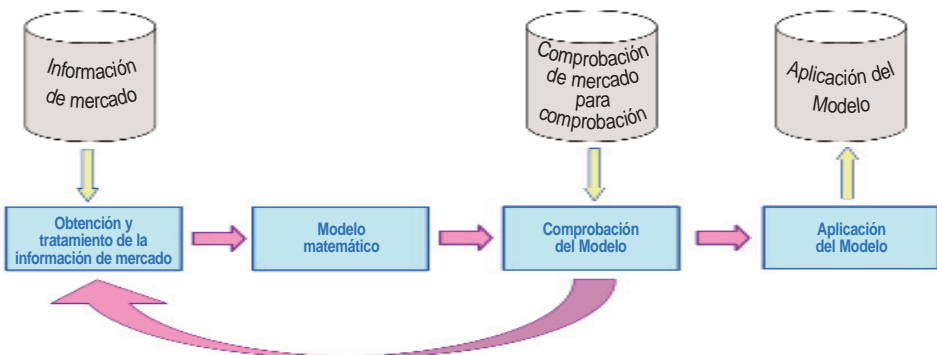 Información
de mercado
Comprobación
de mercado
para
comprobación
Aplicación del
Modelo
Obtención y
tratamiento de la
información de mercado
Modelo
matemático
Comprobación
del Modelo
Aplicación
del Modelo